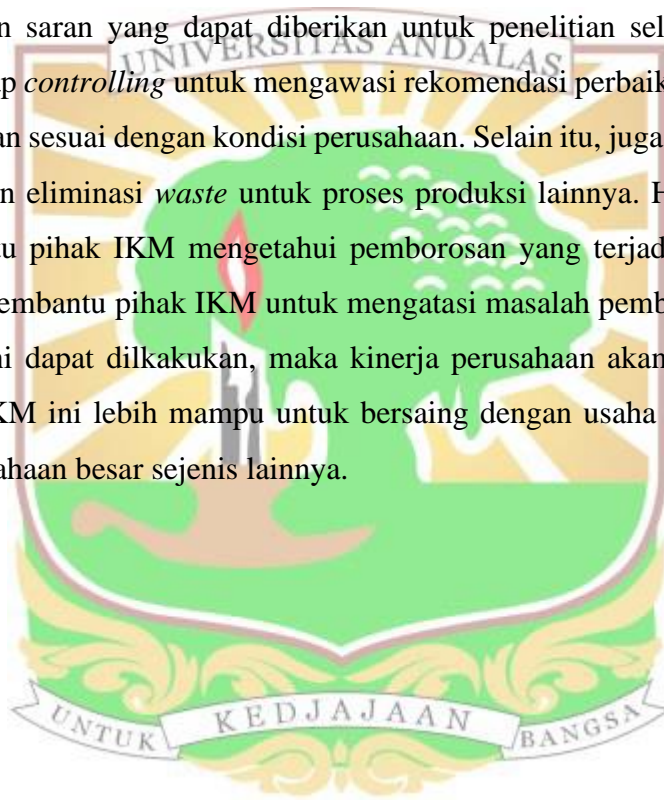 n saran yang dapat diberikan untuk penelitian sel
UNIVERSITAS ANDALAS
p controlling untuk mengawasi rekomendasi perbaik
an sesuai dengan kondisi perusahaan. Selain itu, juga
n eliminasi waste untuk proses produksi lainnya. H
u pihak IKM mengetahui pemborosan yang terjad
embantu pihak IKM untuk mengatasi masalah pemb
ni dapat dilkakukan, maka kinerja perusahaan akan
KM ini lebih mampu untuk bersaing dengan usaha
ahaan besar sejenis lainnya.
UNTUK KEDJAJAAN BANGSA